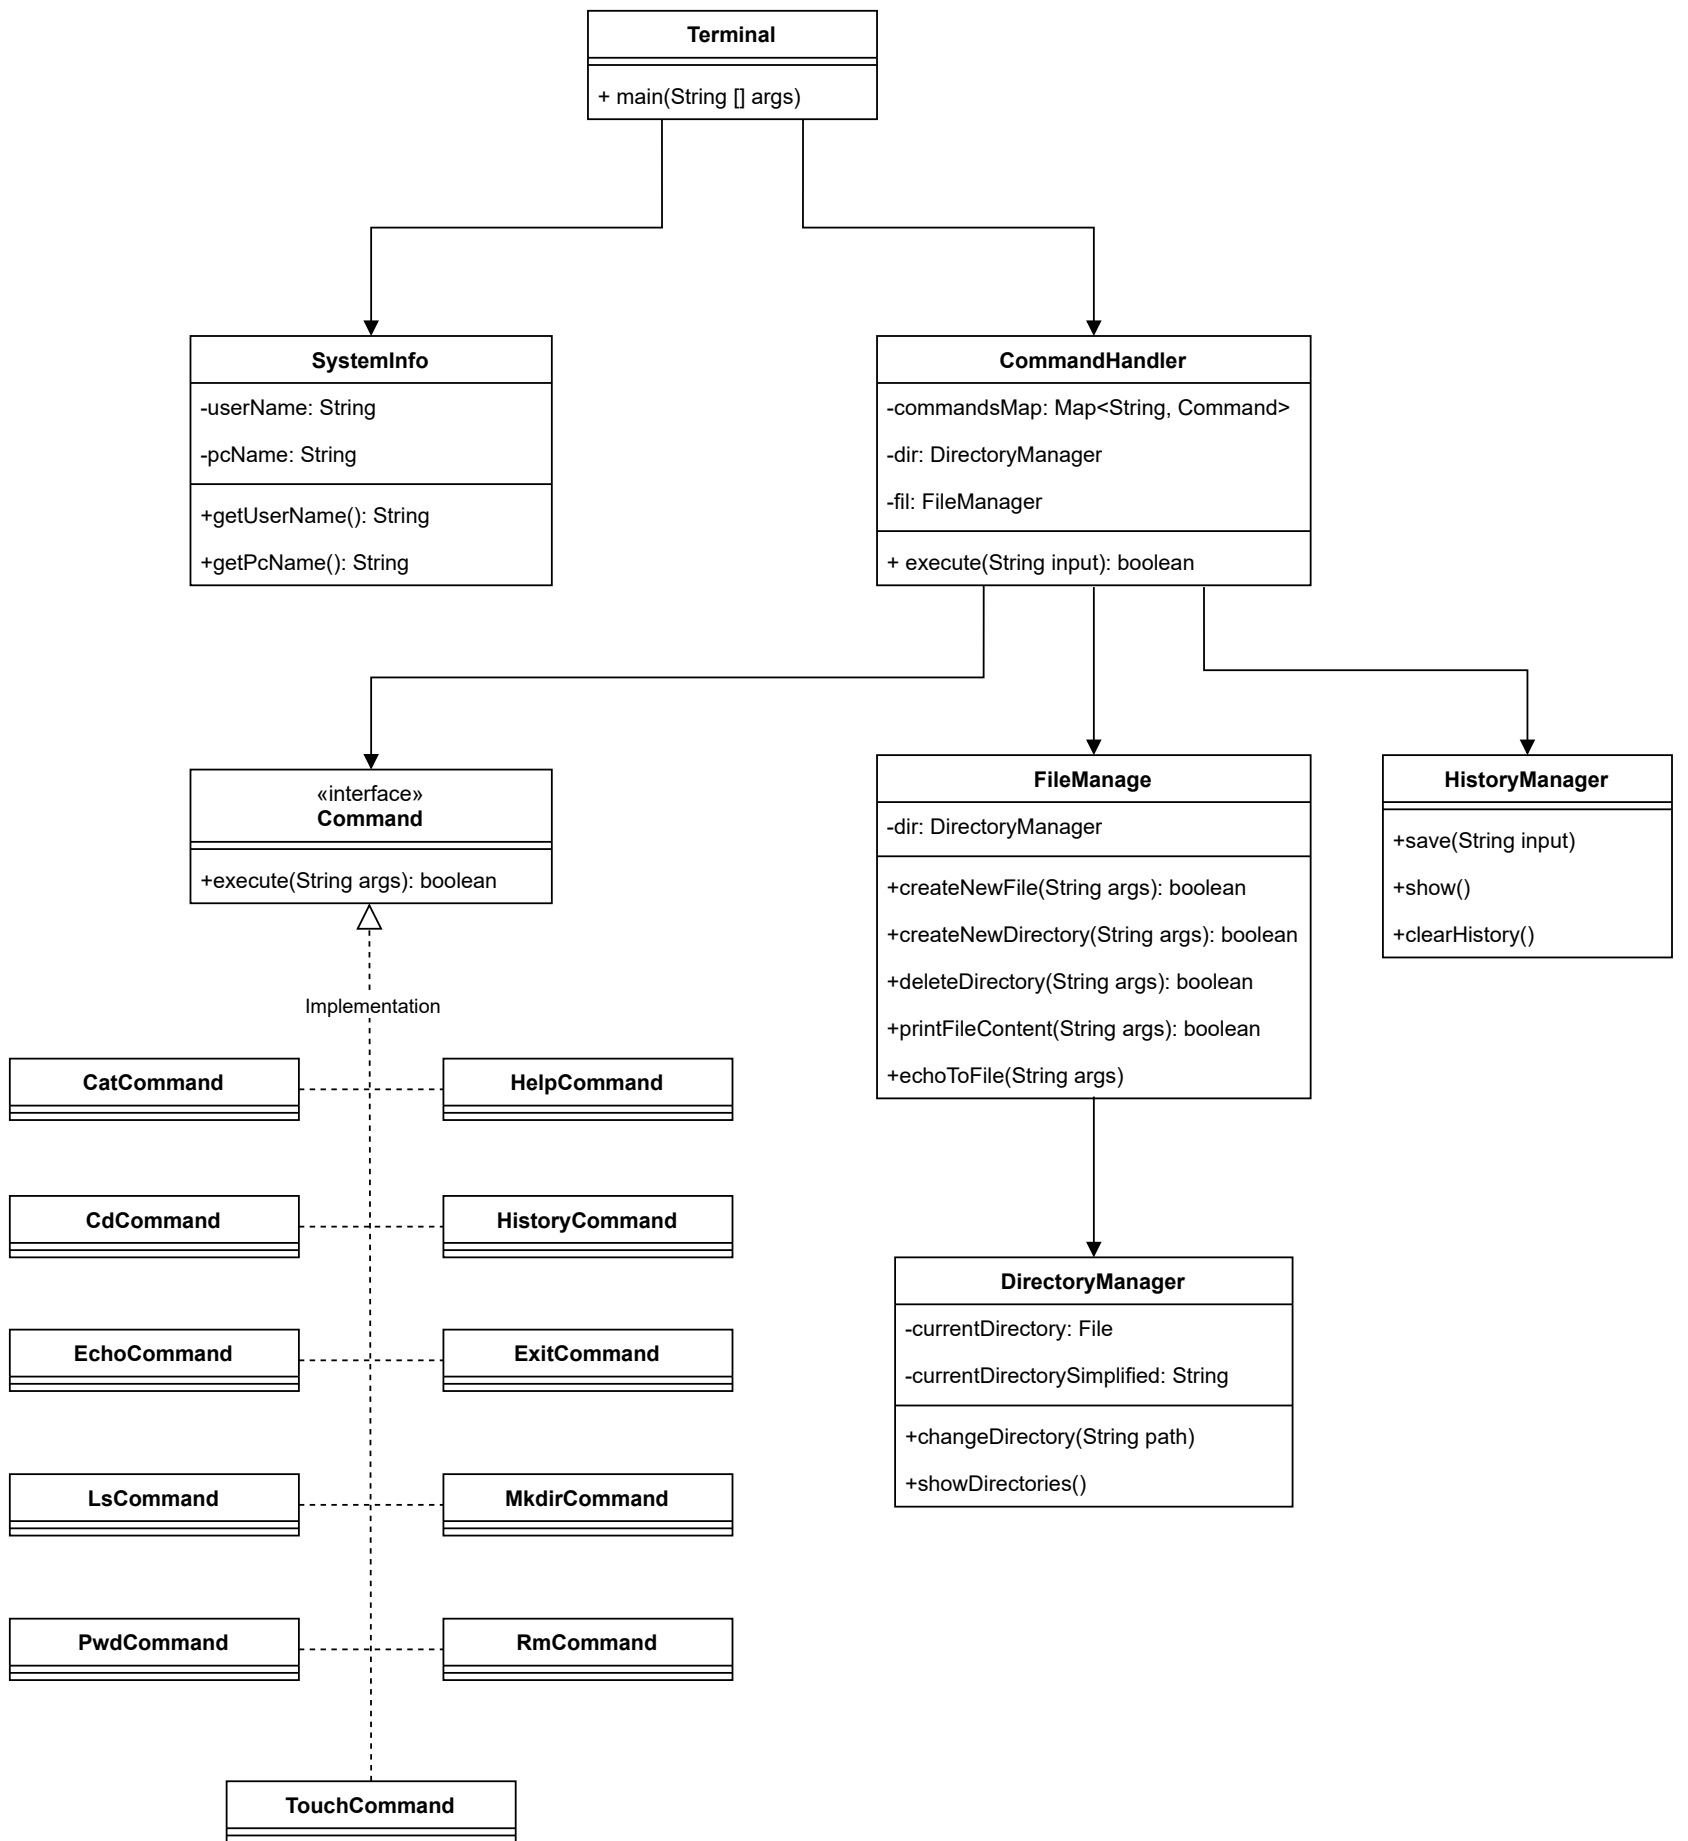 Terminal
+ main(String [] args)
SystemInfo
-userName: String
-pcName: String
+getUserName(): String
+getPcName(): String
CommandHandler
-commandsMap: Map<String, Command>
-dir: DirectoryManager
-fil: FileManager
+ execute(String input): boolean
«interface»
Command
+execute(String args): boolean
FileManage
-dir: DirectoryManager
+createNewFile(String args): boolean
+createNewDirectory(String args): boolean
+deleteDirectory(String args): boolean
+printFileContent(String args): boolean
+echoToFile(String args)
HistoryManager
+save(String input)
+show()
+clearHistory()
Implementation
CatCommand
HelpCommand
CdCommand
HistoryCommand
EchoCommand
ExitCommand
LsCommand
MkdirCommand
PwdCommand
RmCommand
TouchCommand
DirectoryManager
-currentDirectory: File
-currentDirectorySimplified: String
+changeDirectory(String path)
+showDirectories()